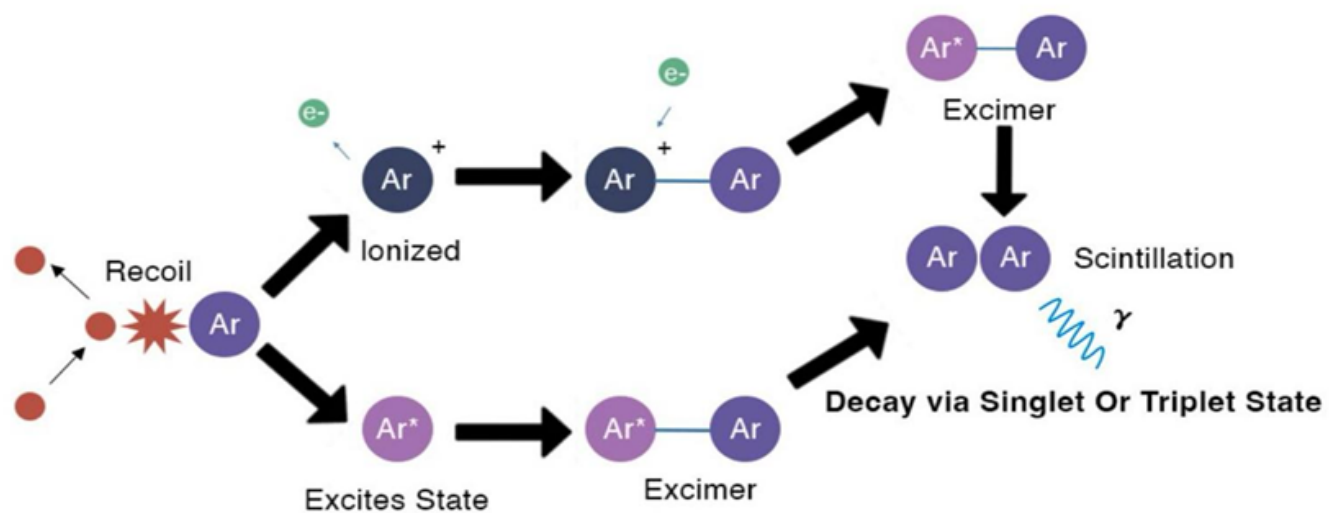 Ar* Ar
Excimer
e-
e-
Ar +
Ar + Ar
Ionized
Ar Ar Scintillation
γ
Recoil
Ar
Decay via Singlet Or Triplet State
Ar*
Ar* Ar
Excites State
Excimer